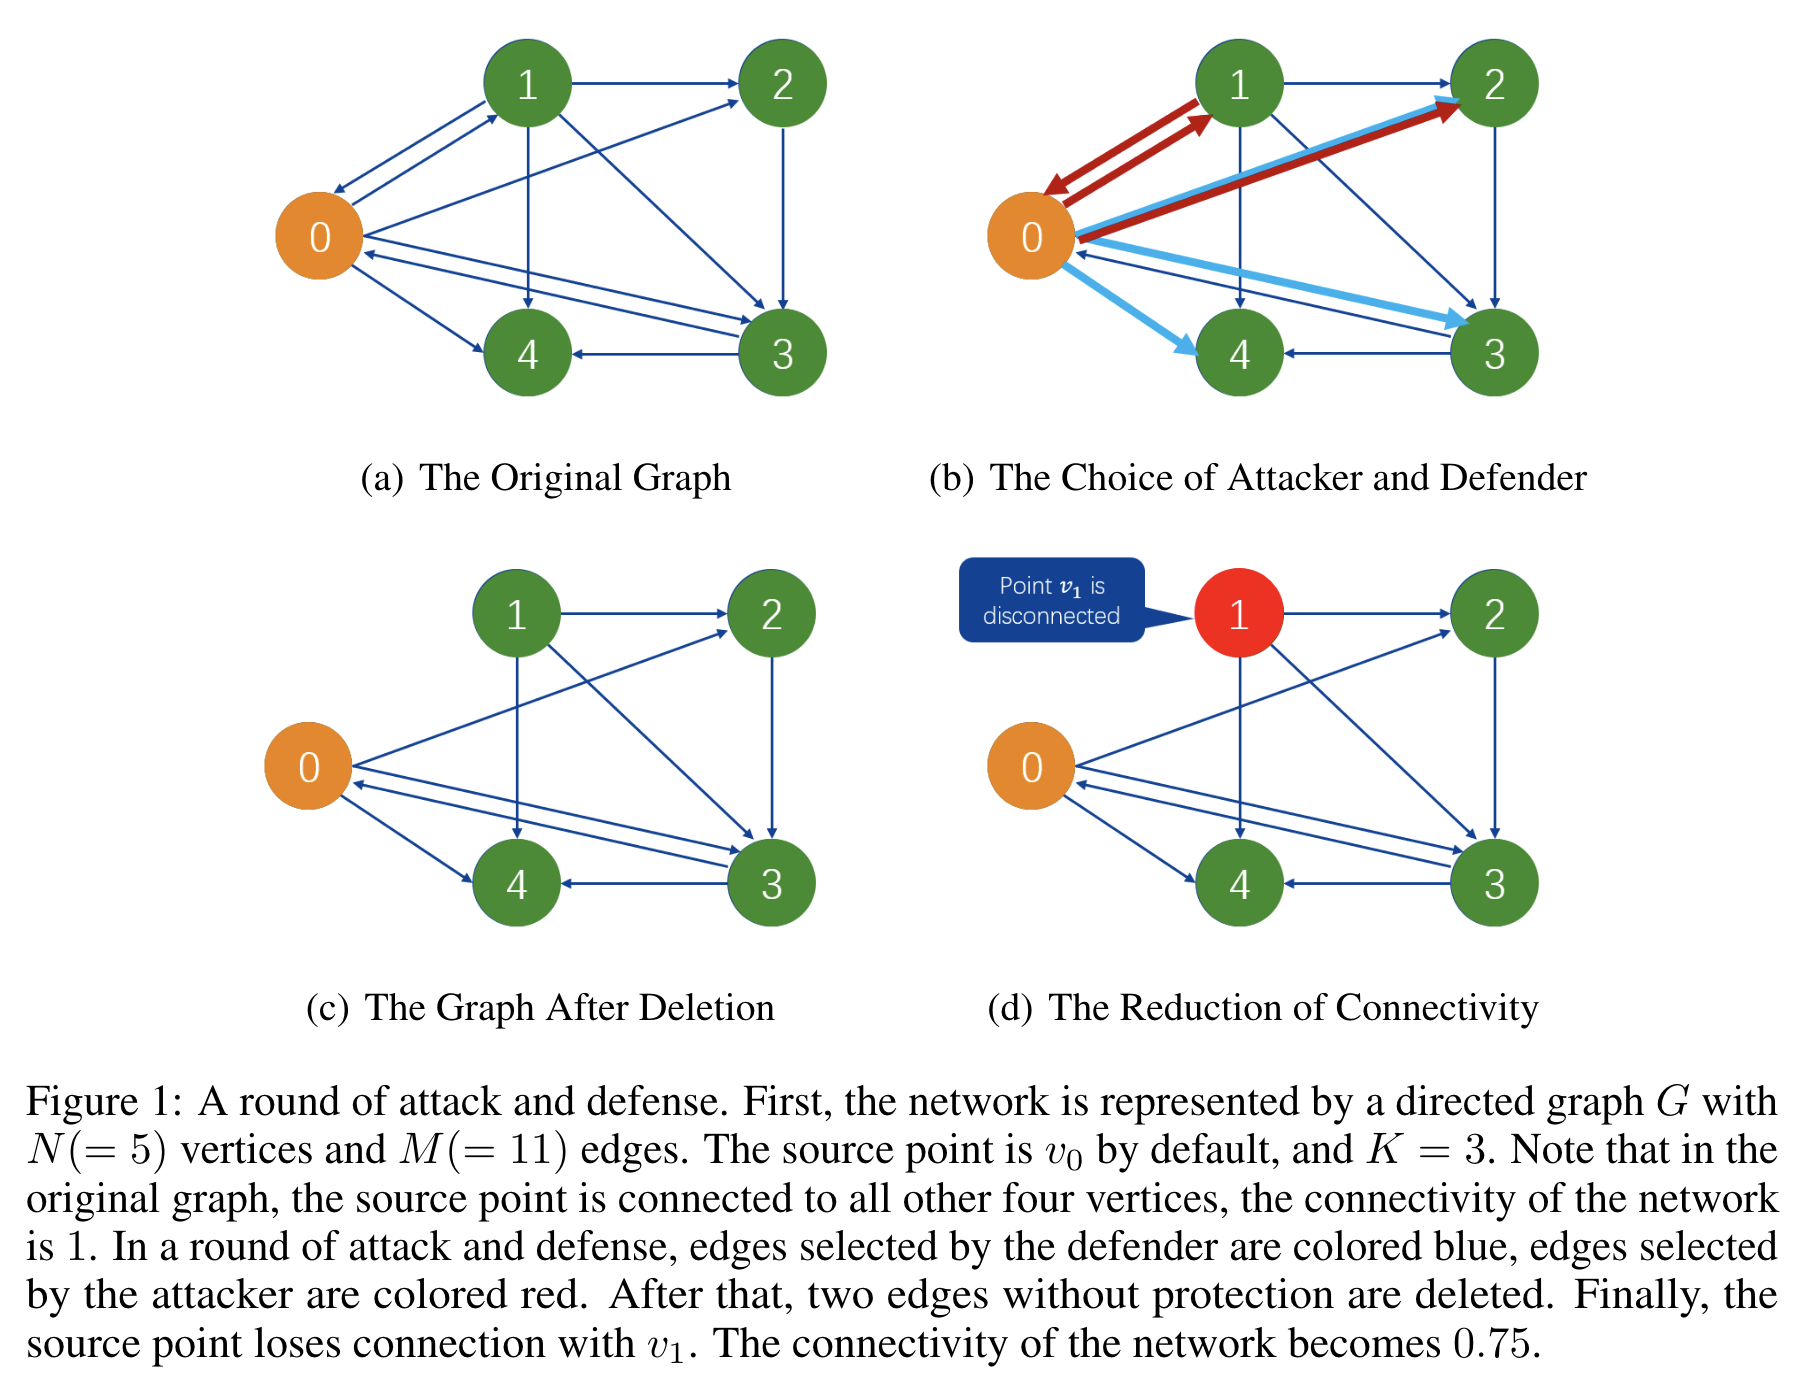 1 2
0
4 3
(a) The Original Graph
1 2
0
4 3
(b) The Choice of Attacker and Defender
1 2
0
4 3
(c) The Graph After Deletion
Point v₁ is
disconnected
1 2
0
4 3
(d) The Reduction of Connectivity
Figure 1: A round of attack and defense. First, the network is represented by a directed graph G with
N(= 5) vertices and M(= 11) edges. The source point is v₀ by default, and K = 3. Note that in the
original graph, the source point is connected to all other four vertices, the connectivity of the network
is 1. In a round of attack and defense, edges selected by the defender are colored blue, edges selected
by the attacker are colored red. After that, two edges without protection are deleted. Finally, the
source point loses connection with v₁. The connectivity of the network becomes 0.75.